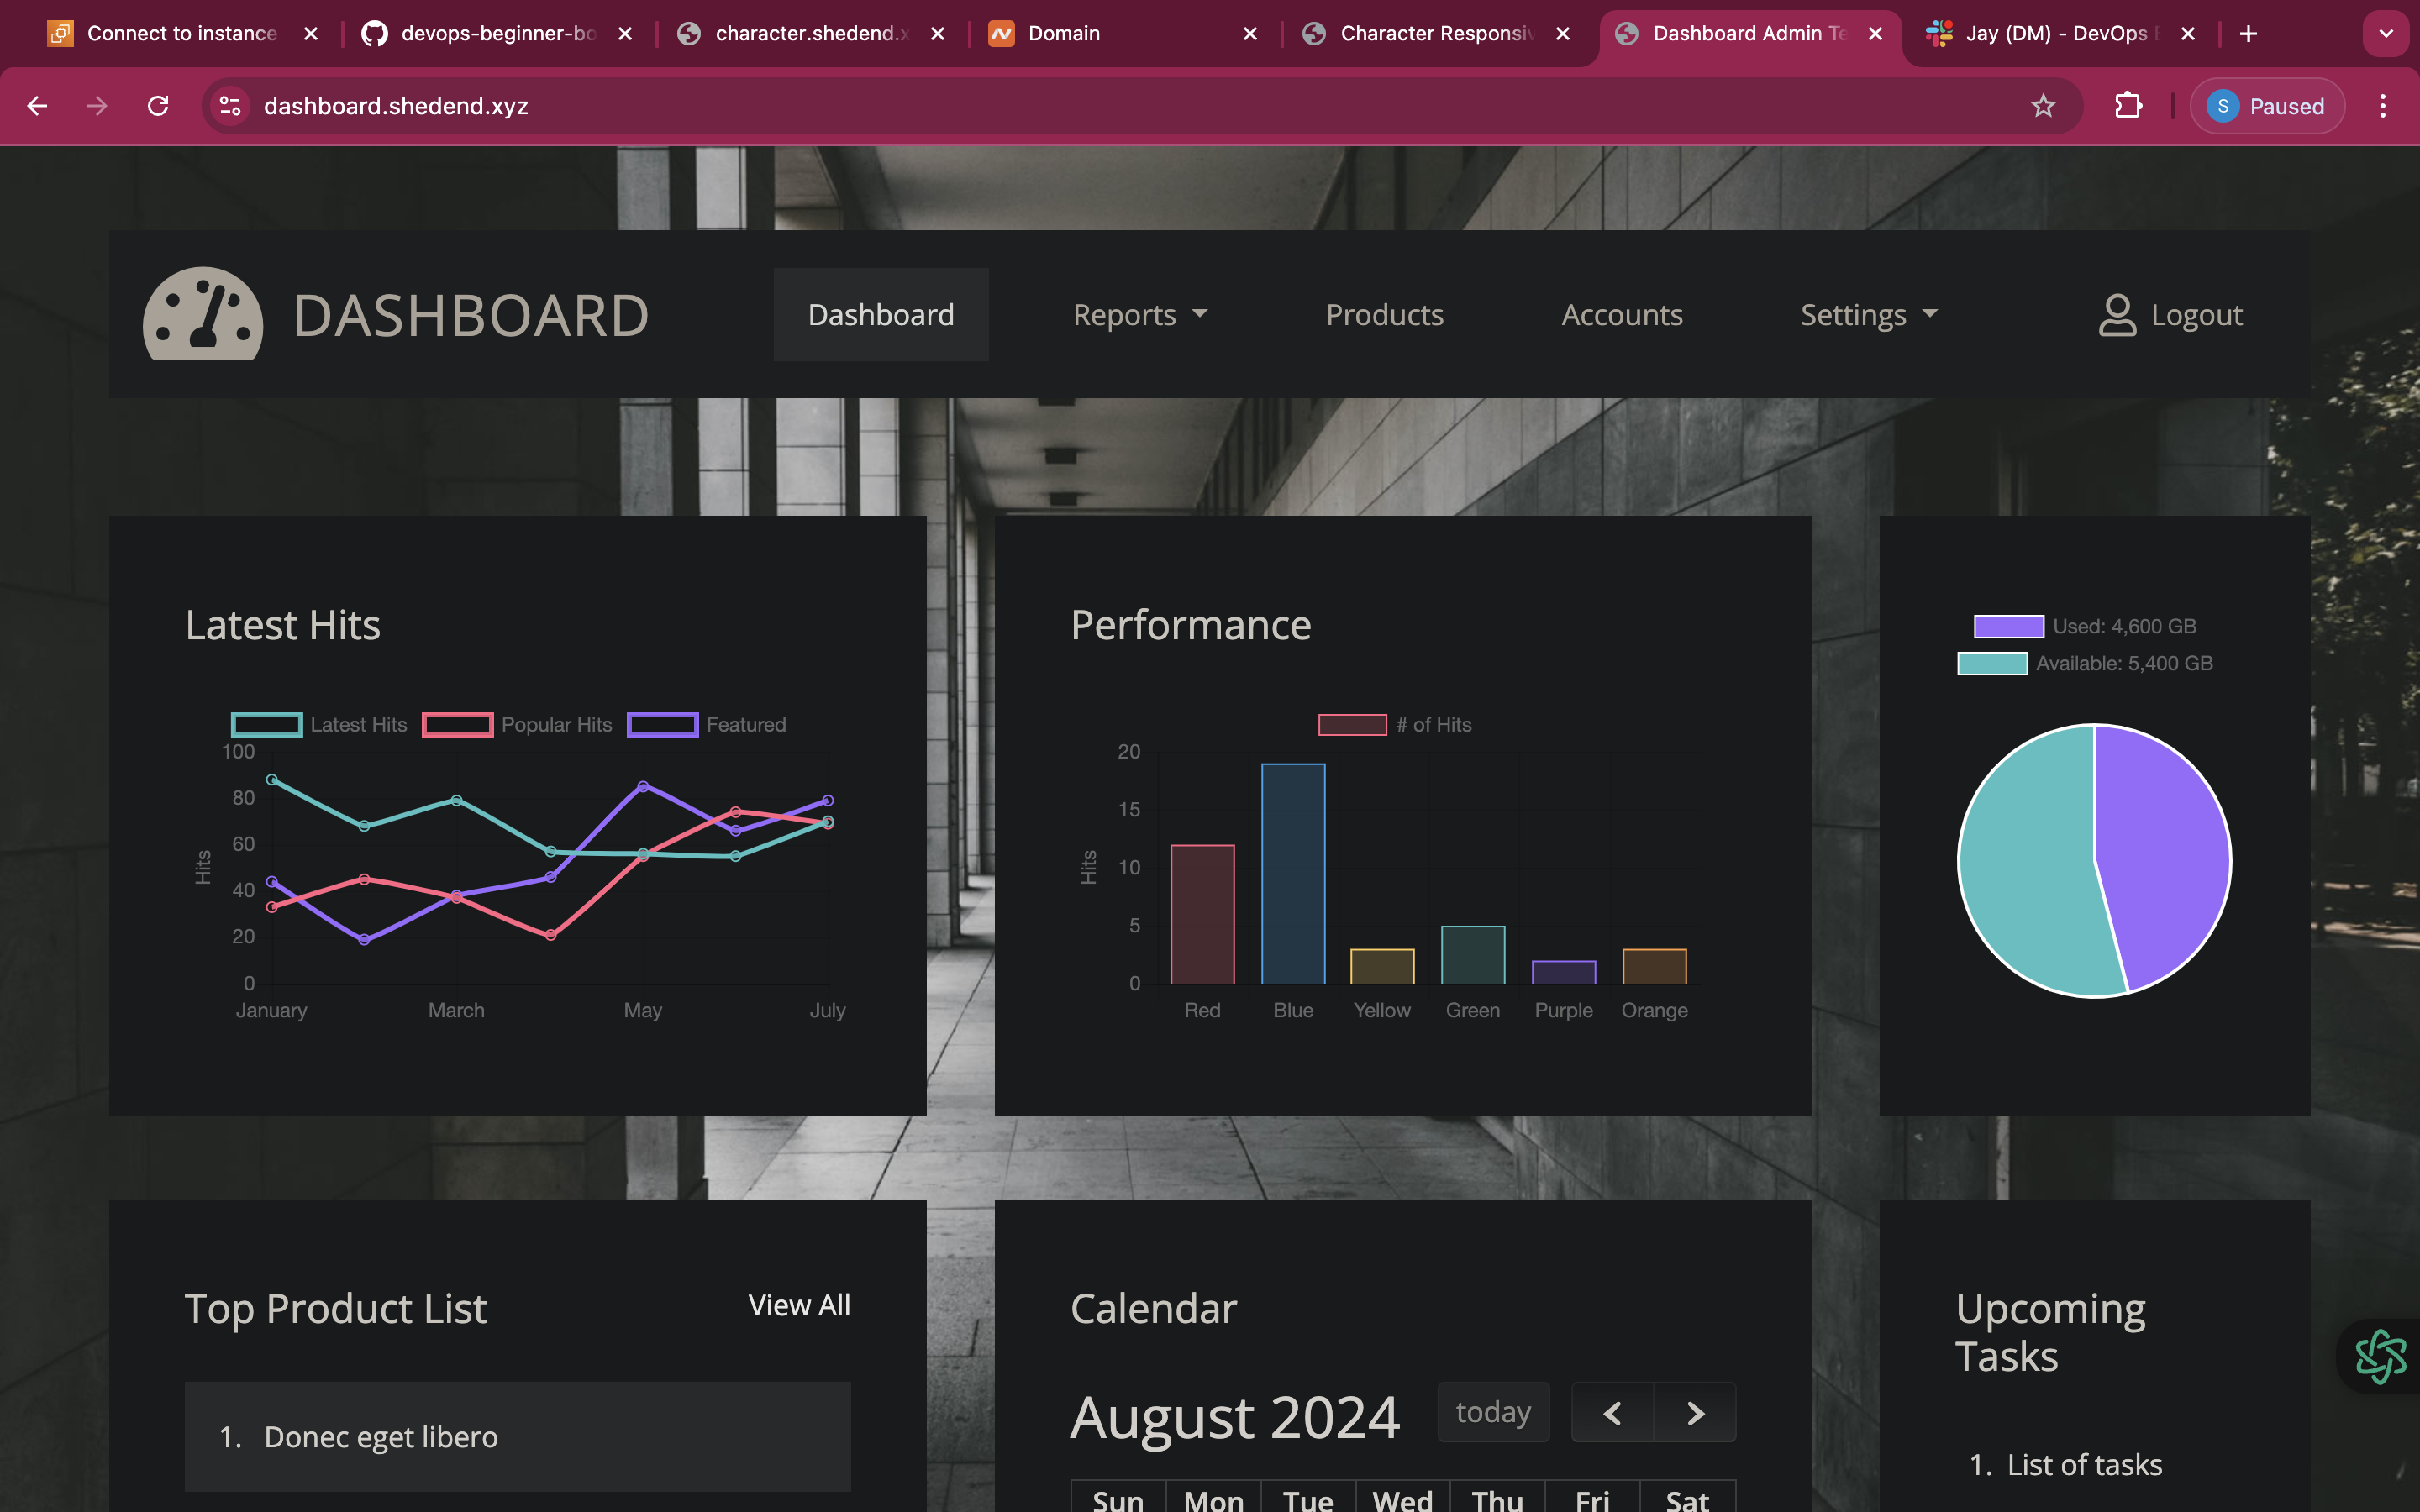 Connect to instance
devops-beginner-bo
character.shedend.x
Domain
Character Responsiv
Dashboard Admin Te
Jay (DM) - DevOps
dashboard.shedend.xyz
S
Paused
DASHBOARD
Dashboard
Reports
Products
Accounts
Settings
Logout
Latest Hits
Latest Hits
Popular Hits
Featured
100
80
60
40
20
0
Hits
January
March
May
July
Performance
# of Hits
20
15
10
5
0
Hits
Red
Blue
Yellow
Green
Purple
Orange
Used: 4,600 GB
Available: 5,400 GB
Top Product List
View All
1. Donec eget libero
Calendar
August 2024
today
Sun Mon Tue Wed Thu Fri Sat
Upcoming
Tasks
1. List of tasks